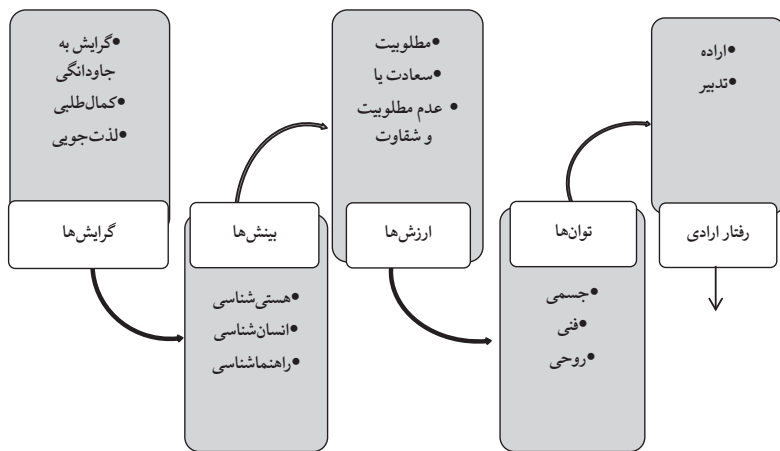 •گرایش به
جاودانگی
•کمال‌طلبی
•لذت‌جویی
گرایش‌ها
بینش‌ها
•هستی‌شناسی
•انسان‌شناسی
•راهنماشناسی
•مطلوبیت
•سعادت یا
•عدم مطلوبیت
و شقاوت
ارزش‌ها
توان‌ها
•جسمی
•فنی
•روحی
•اراده
•تدبیر
رفتار ارادی